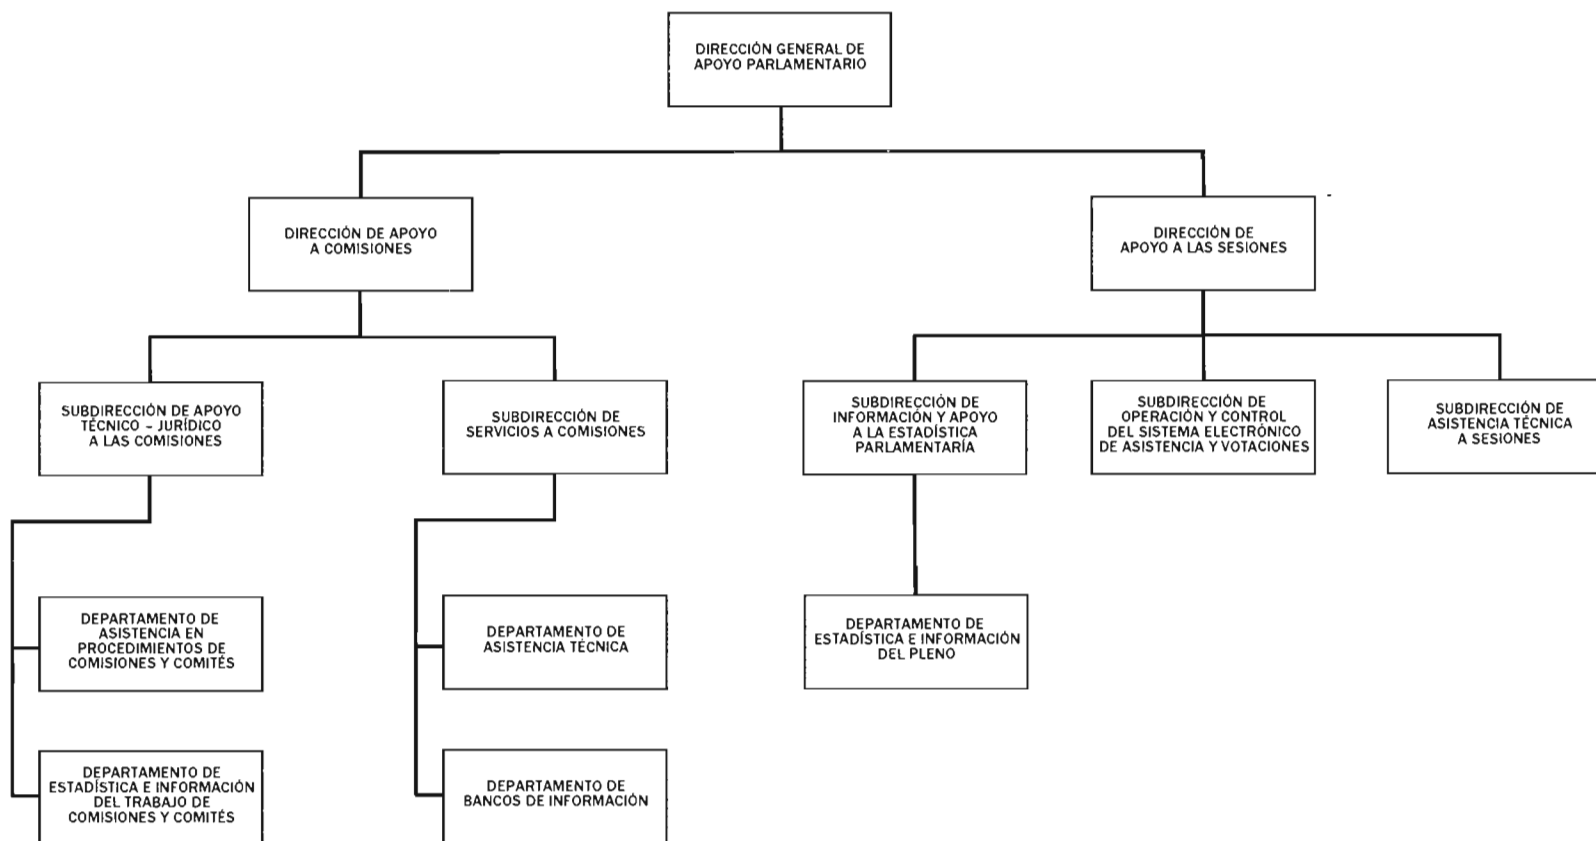 DIRECCIÓN GENERAL DE
APOYO PARLAMENTARIO
DIRECCIÓN DE APOYO
A COMISIONES
DIRECCIÓN DE
APOYO A LAS SESIONES
SUBDIRECCIÓN DE APOYO
TÉCNICO – JURÍDICO
A LAS COMISIONES
SUBDIRECCIÓN DE
SERVICIOS A COMISIONES
SUBDIRECCIÓN DE
INFORMACIÓN Y APOYO
A LA ESTADÍSTICA
PARLAMENTARÍA
SUBDIRECCIÓN DE
OPERACIÓN Y CONTROL
DEL SISTEMA ELECTRÓNICO
DE ASISTENCIA Y VOTACIONES
SUBDIRECCIÓN DE
ASISTENCIA TÉCNICA
A SESIONES
DEPARTAMENTO DE
ASISTENCIA EN
PROCEDIMIENTOS DE
COMISIONES Y COMITÉS
DEPARTAMENTO DE
ASISTENCIA TÉCNICA
DEPARTAMENTO DE
ESTADÍSTICA E INFORMACIÓN
DEL PLENO
DEPARTAMENTO DE
ESTADÍSTICA E INFORMACIÓN
DEL TRABAJO DE
COMISIONES Y COMITÉS
DEPARTAMENTO DE
BANCOS DE INFORMACIÓN